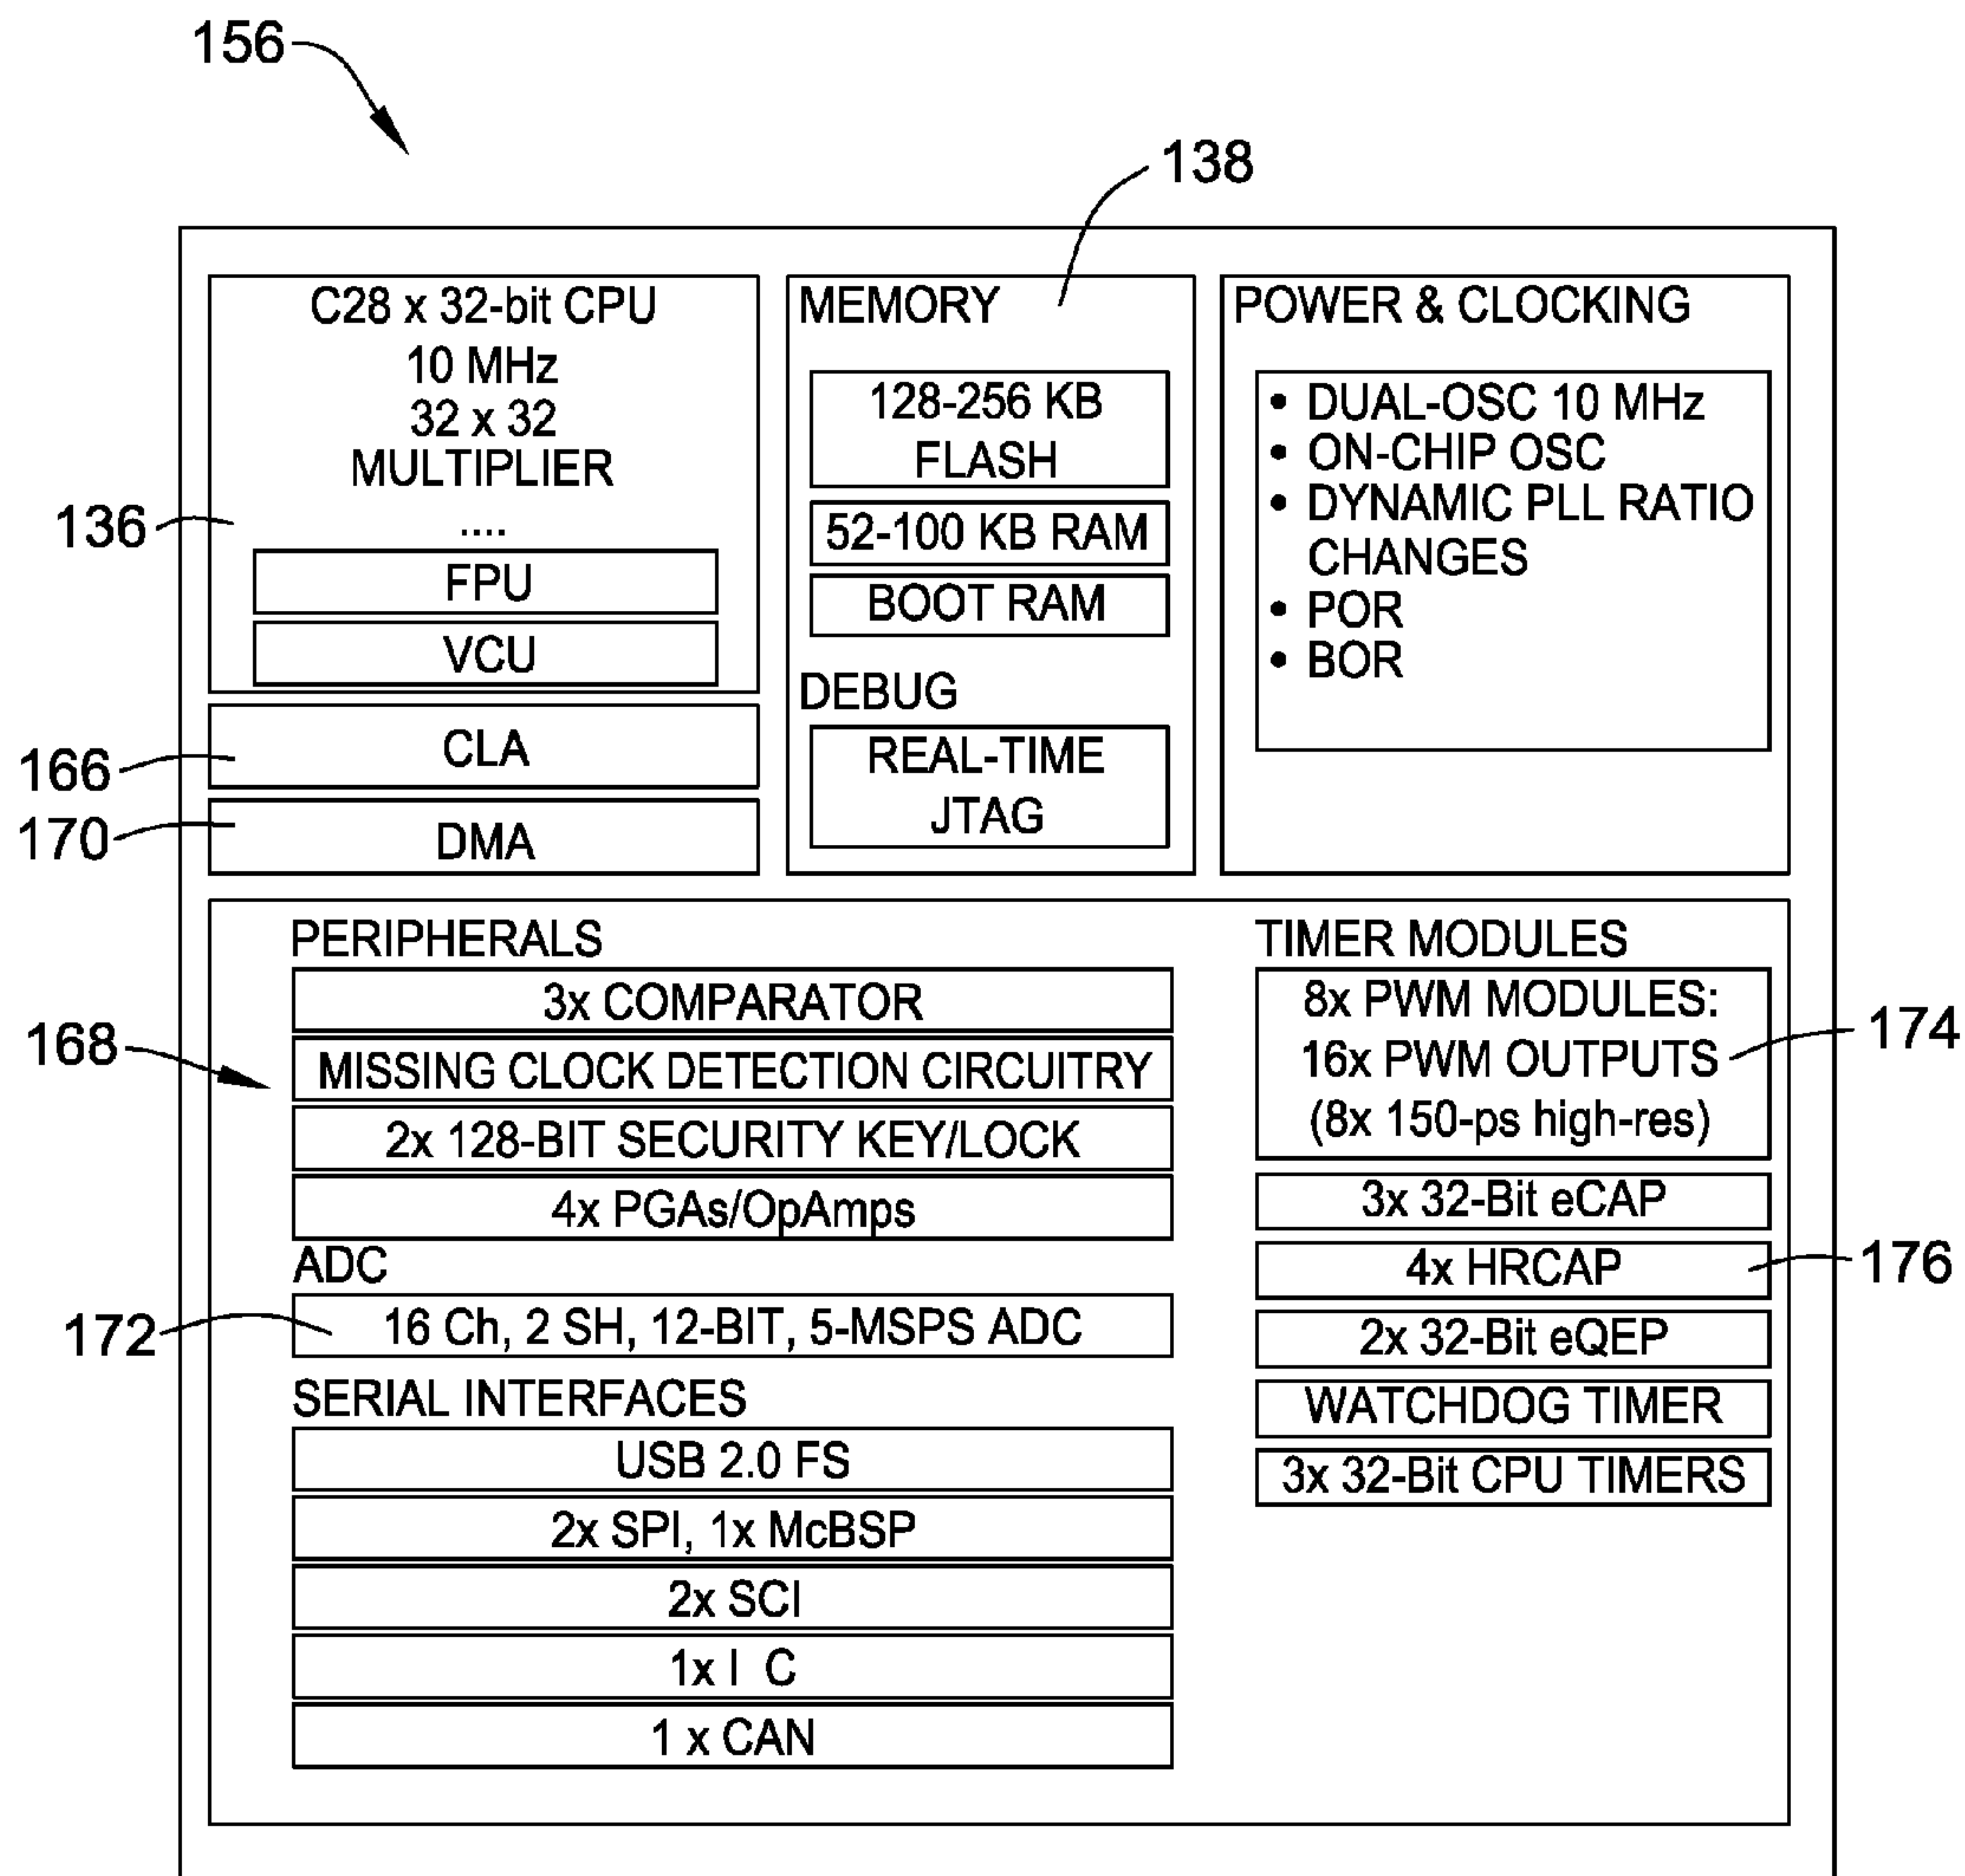 156
138
C28 x 32-bit CPU
10 MHz
32 x 32
MULTIPLIER
....
136
FPU
VCU
166
CLA
170
DMA
MEMORY
128-256 KB
FLASH
52-100 KB RAM
BOOT RAM
DEBUG
REAL-TIME
JTAG
POWER & CLOCKING
• DUAL-OSC 10 MHz
• ON-CHIP OSC
• DYNAMIC PLL RATIO
CHANGES
• POR
• BOR
PERIPHERALS
3x COMPARATOR
168
MISSING CLOCK DETECTION CIRCUITRY
2x 128-BIT SECURITY KEY/LOCK
4x PGAs/OpAmps
ADC
172
16 Ch, 2 SH, 12-BIT, 5-MSPS ADC
SERIAL INTERFACES
USB 2.0 FS
2x SPI, 1x McBSP
2x SCI
1x I C
1 x CAN
TIMER MODULES
8x PWM MODULES:
16x PWM OUTPUTS
(8x 150-ps high-res)
174
3x 32-Bit eCAP
4x HRCAP
176
2x 32-Bit eQEP
WATCHDOG TIMER
3x 32-Bit CPU TIMERS